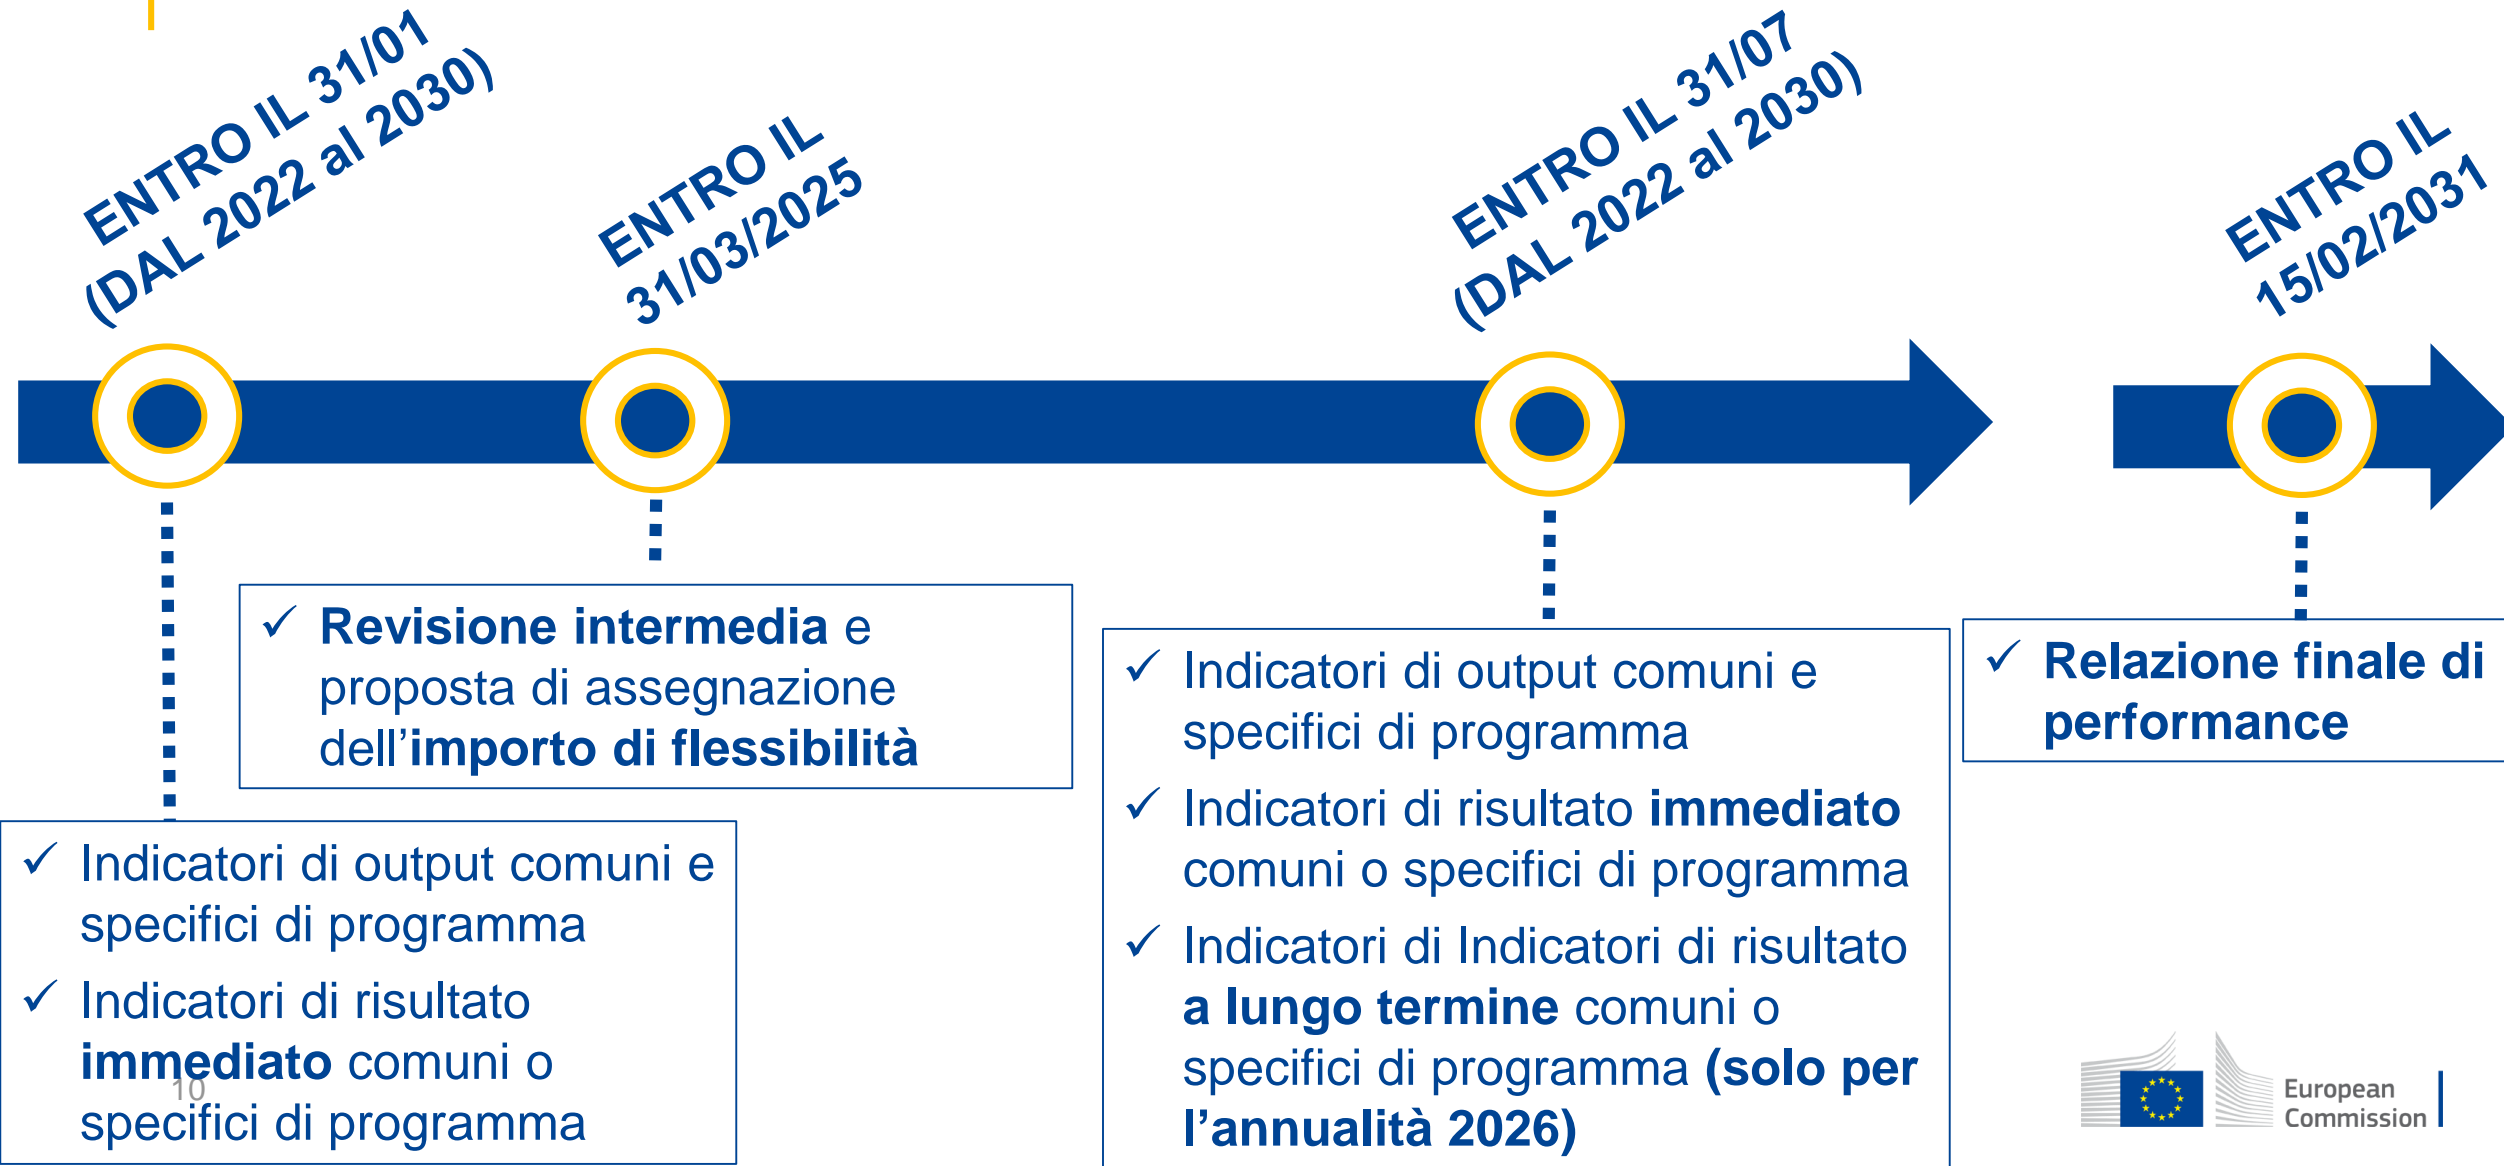 ENTRO IL 31/01
(DAL 2022 al 2030)
ENTRO IL
31/03/2025
ENTRO IL 31/07
(DAL 2022 al 2030)
ENTRO IL
15/02/2031
✓ Revisione intermedia e
proposta di assegnazione
dell'importo di flessibilità
✓ Indicatori di output comuni e
specifici di programma
✓ Indicatori di risultato
immediato comuni o
specifici di programma
✓ Indicatori di output comuni e
specifici di programma
✓ Indicatori di risultato immediato
comuni o specifici di programma
✓ Indicatori di Indicatori di risultato
a lungo termine comuni o
specifici di programma (solo per
l'annualità 2026)
✓ Relazione finale di
performance
10
European
Commission